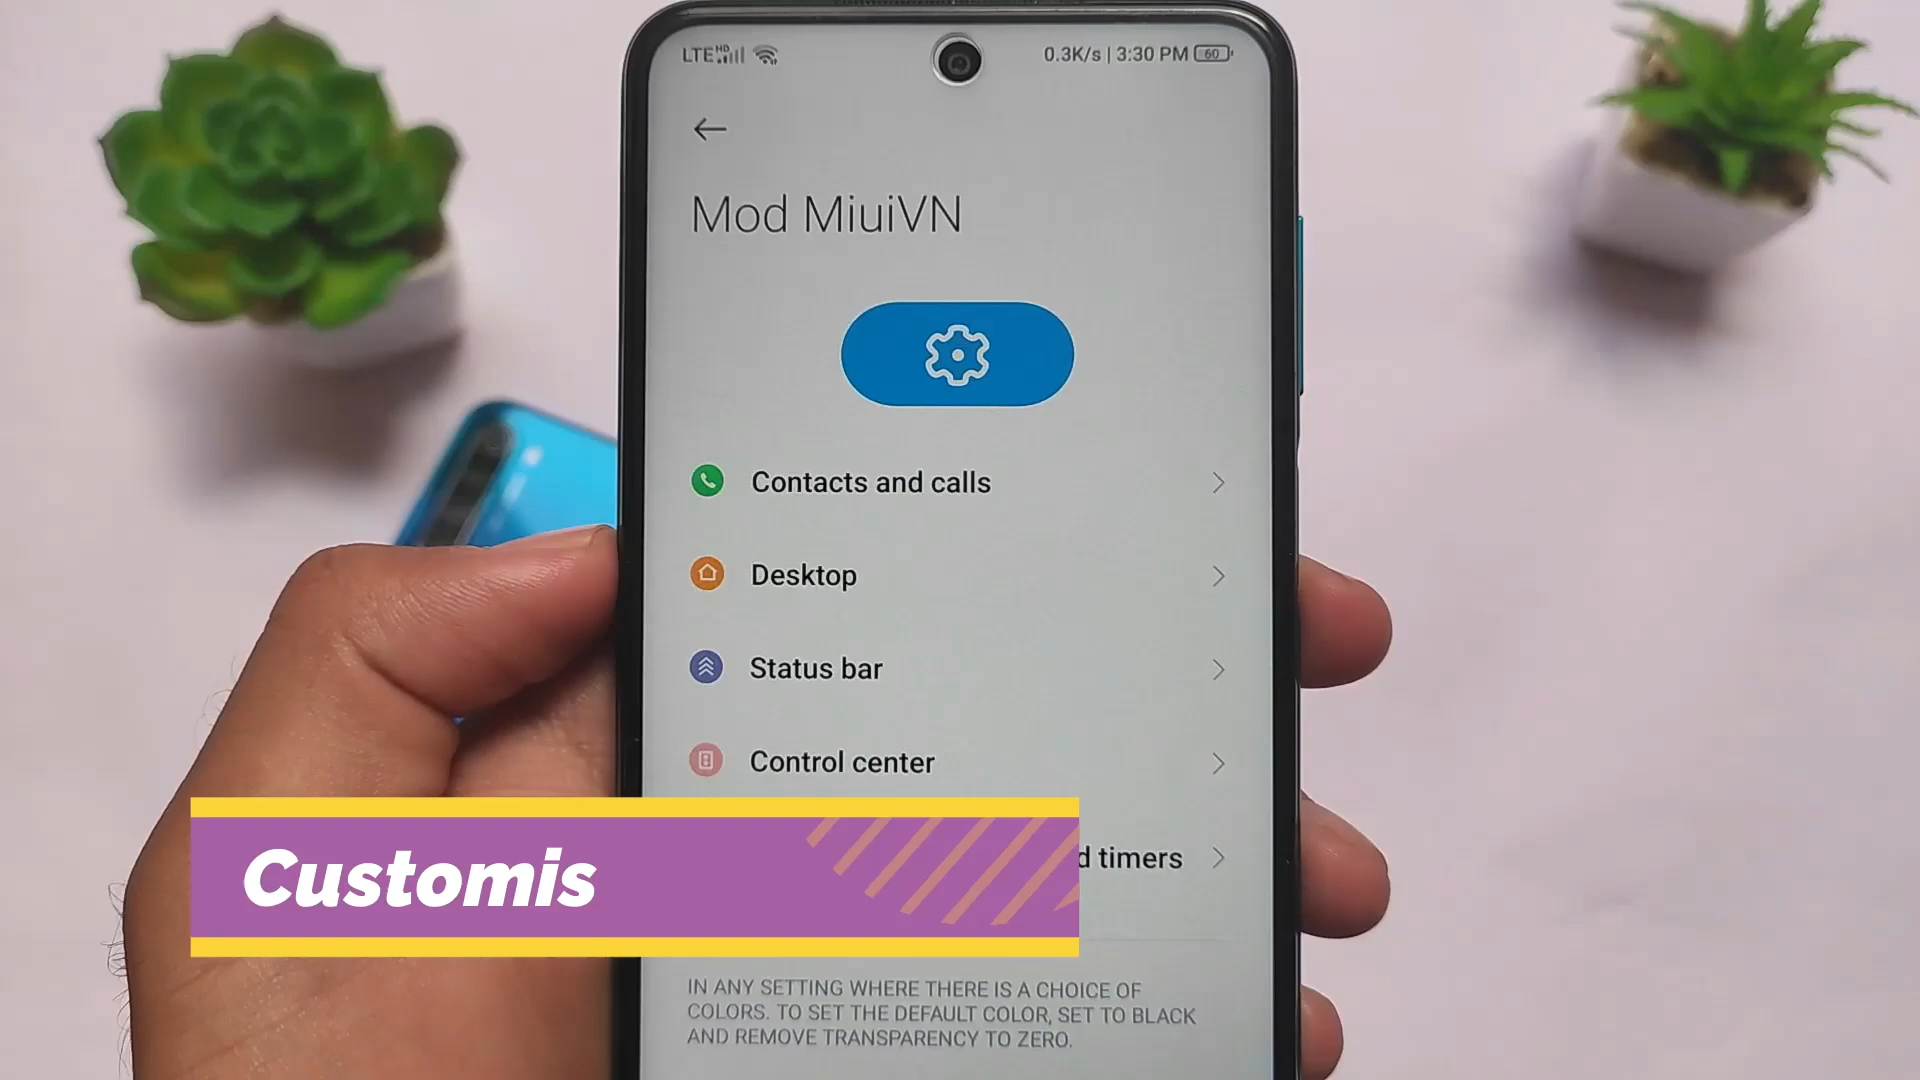 LTE HD
0.3K/s | 3:30 PM 60
Mod MiuiVN
Contacts and calls
Desktop
Status bar
Control center
d timers
Customis
IN ANY SETTING WHERE THERE IS A CHOICE OF
COLORS. TO SET THE DEFAULT COLOR, SET TO BLACK
AND REMOVE TRANSPARENCY TO ZERO.